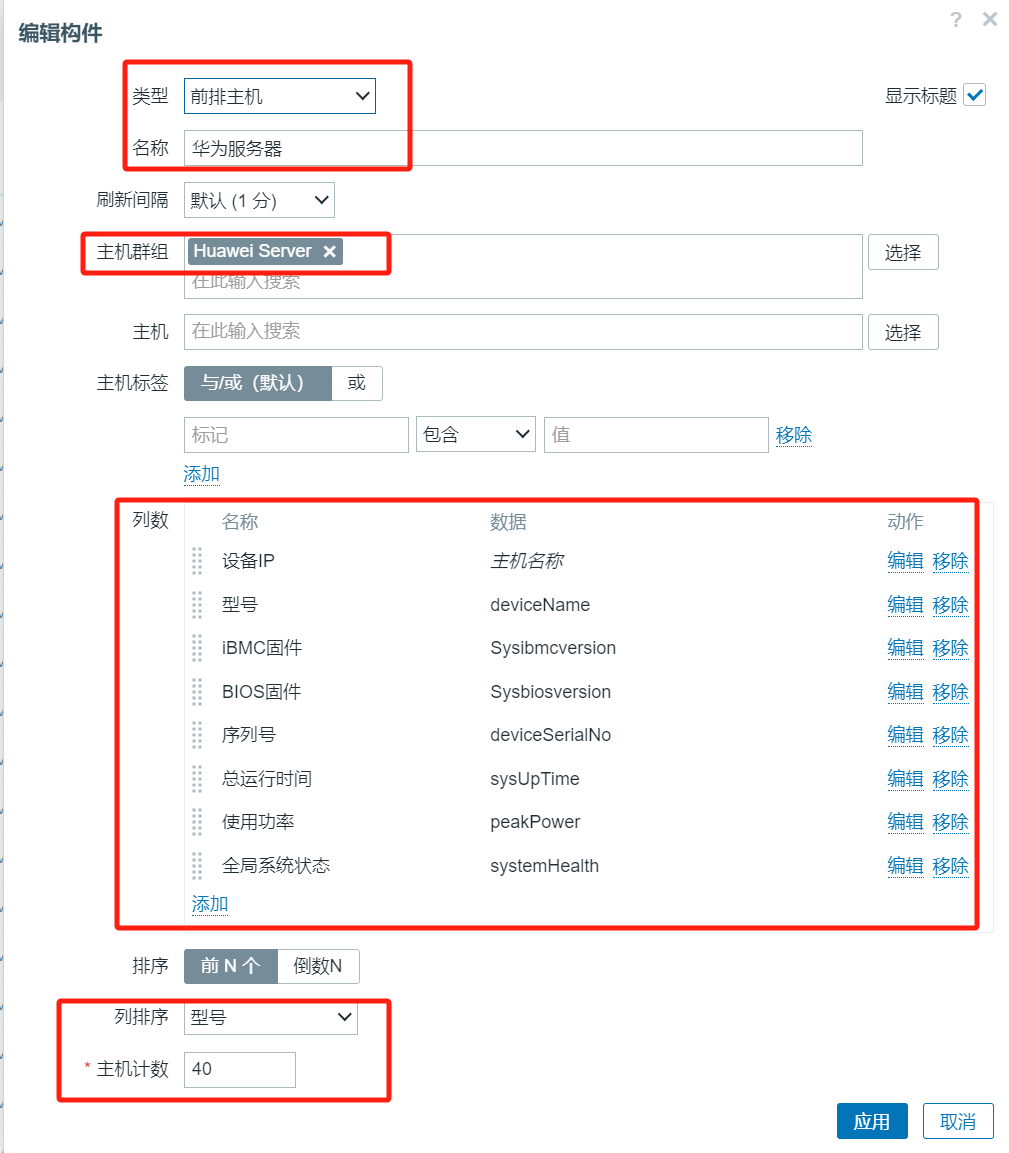 编辑构件
?
类型 前排主机 显示标题
名称 华为服务器
刷新间隔 默认 (1 分)
主机群组 Huawei Server 选择
在此输入搜索
主机 在此输入搜索 选择
主机标签 与/或（默认） 或
标记 包含 值 移除
添加
列数 名称 数据 动作
设备IP 主机名称 编辑 移除
型号 deviceName 编辑 移除
iBMC固件 Sysibmcversion 编辑 移除
BIOS固件 Sysbiosversion 编辑 移除
序列号 deviceSerialNo 编辑 移除
总运行时间 sysUpTime 编辑 移除
使用功率 peakPower 编辑 移除
全局系统状态 systemHealth 编辑 移除
添加
排序 前 N 个 倒数N
列排序 型号
* 主机计数 40
应用 取消